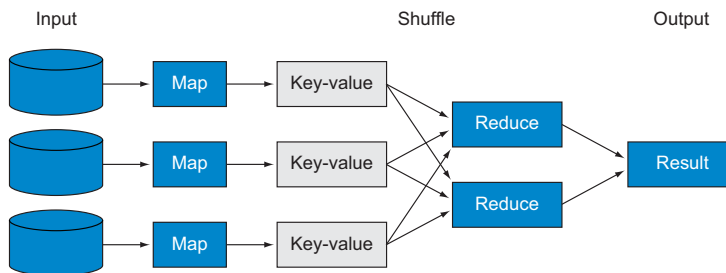 Input
Shuffle
Output
Map
Key-value
Reduce
Map
Key-value
Result
Reduce
Map
Key-value